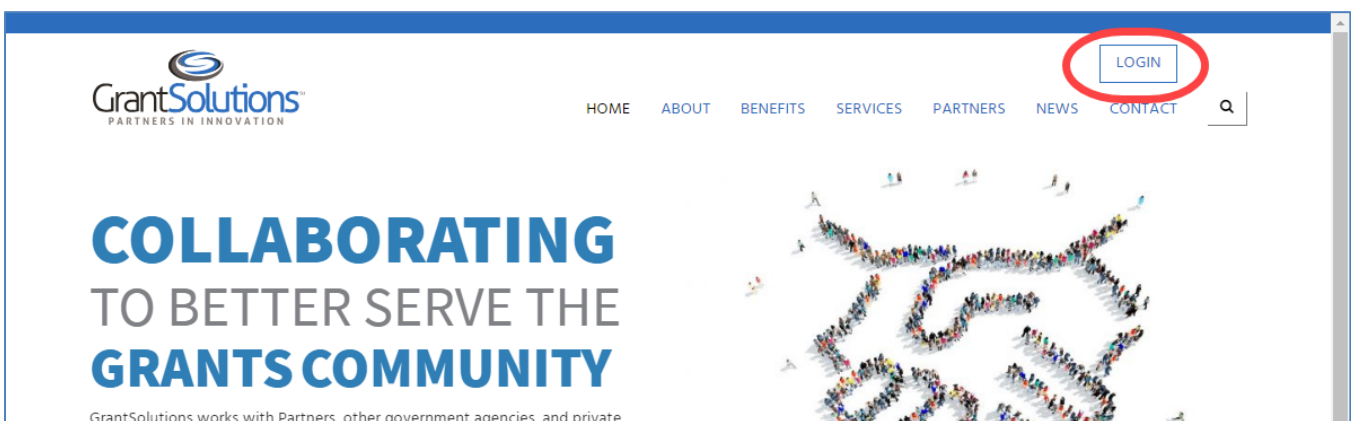 LOGIN
GrantSolutions™
PARTNERS IN INNOVATION
HOME ABOUT BENEFITS SERVICES PARTNERS NEWS CONTACT
COLLABORATING
TO BETTER SERVE THE
GRANTS COMMUNITY
GrantSolutions works with Partners, other government agencies, and private